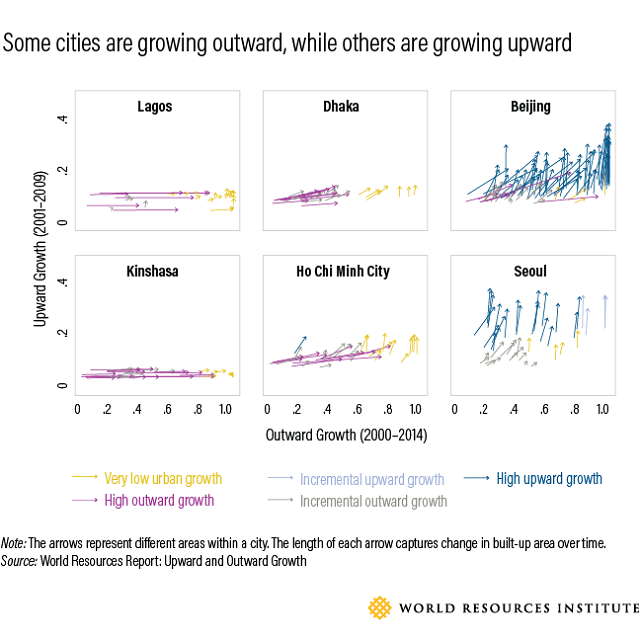 Some cities are growing outward, while others are growing upward
Lagos
Dhaka
Beijing
.4
.2
0
Upward Growth (2001–2009)
Kinshasa
Ho Chi Minh City
Seoul
.4
.2
0
0 .2 .4 .6 .8 1.0
0 .2 .4 .6 .8 1.0
0 .2 .4 .6 .8 1.0
Outward Growth (2000–2014)
Very low urban growth
Incremental upward growth
High upward growth
High outward growth
Incremental outward growth
Note: The arrows represent different areas within a city. The length of each arrow captures change in built-up area over time.
Source: World Resources Report: Upward and Outward Growth
WORLD RESOURCES INSTITUTE